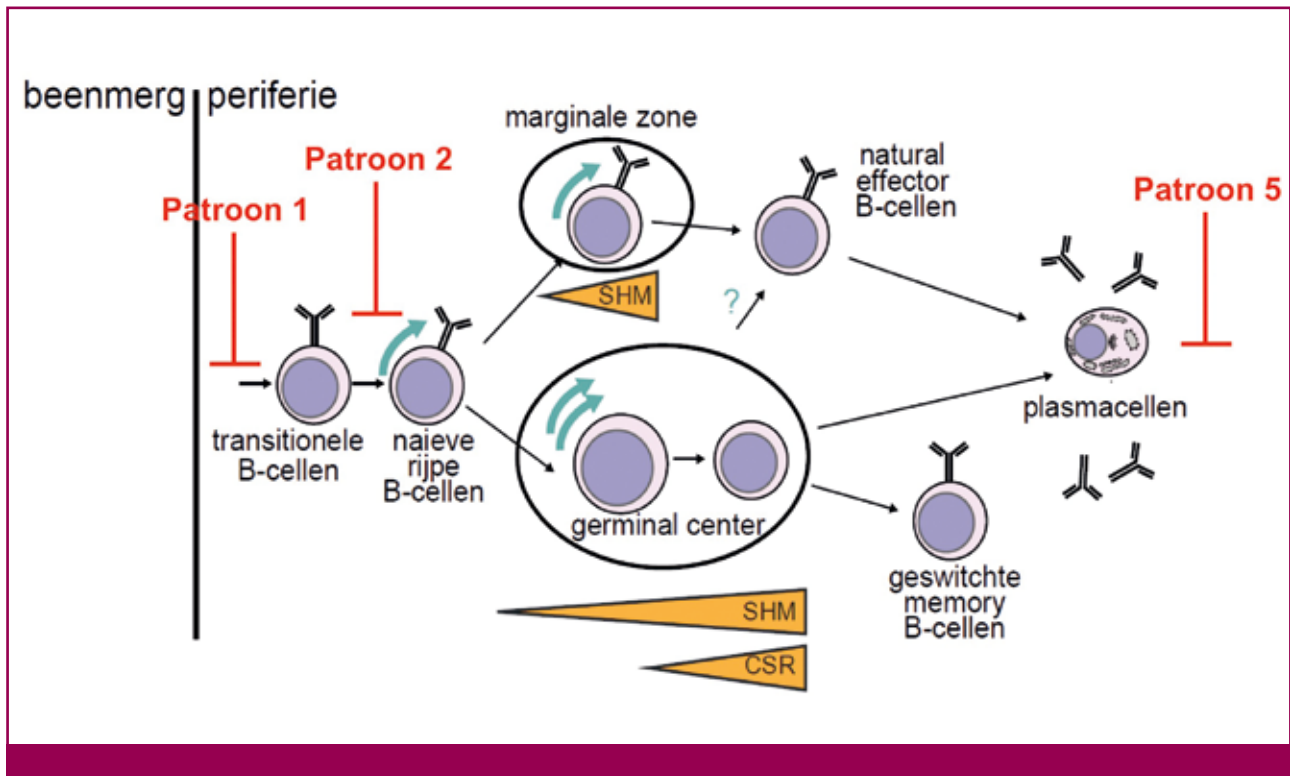 beenmerg periferie
marginale zone
Patroon 2
natural
effector
B-cellen
Patroon 5
Patroon 1
SHM
?
transitionele
B-cellen
naieve
rijpe
B-cellen
germinal center
plasmacellen
geswitchte
memory
B-cellen
SHM
CSR